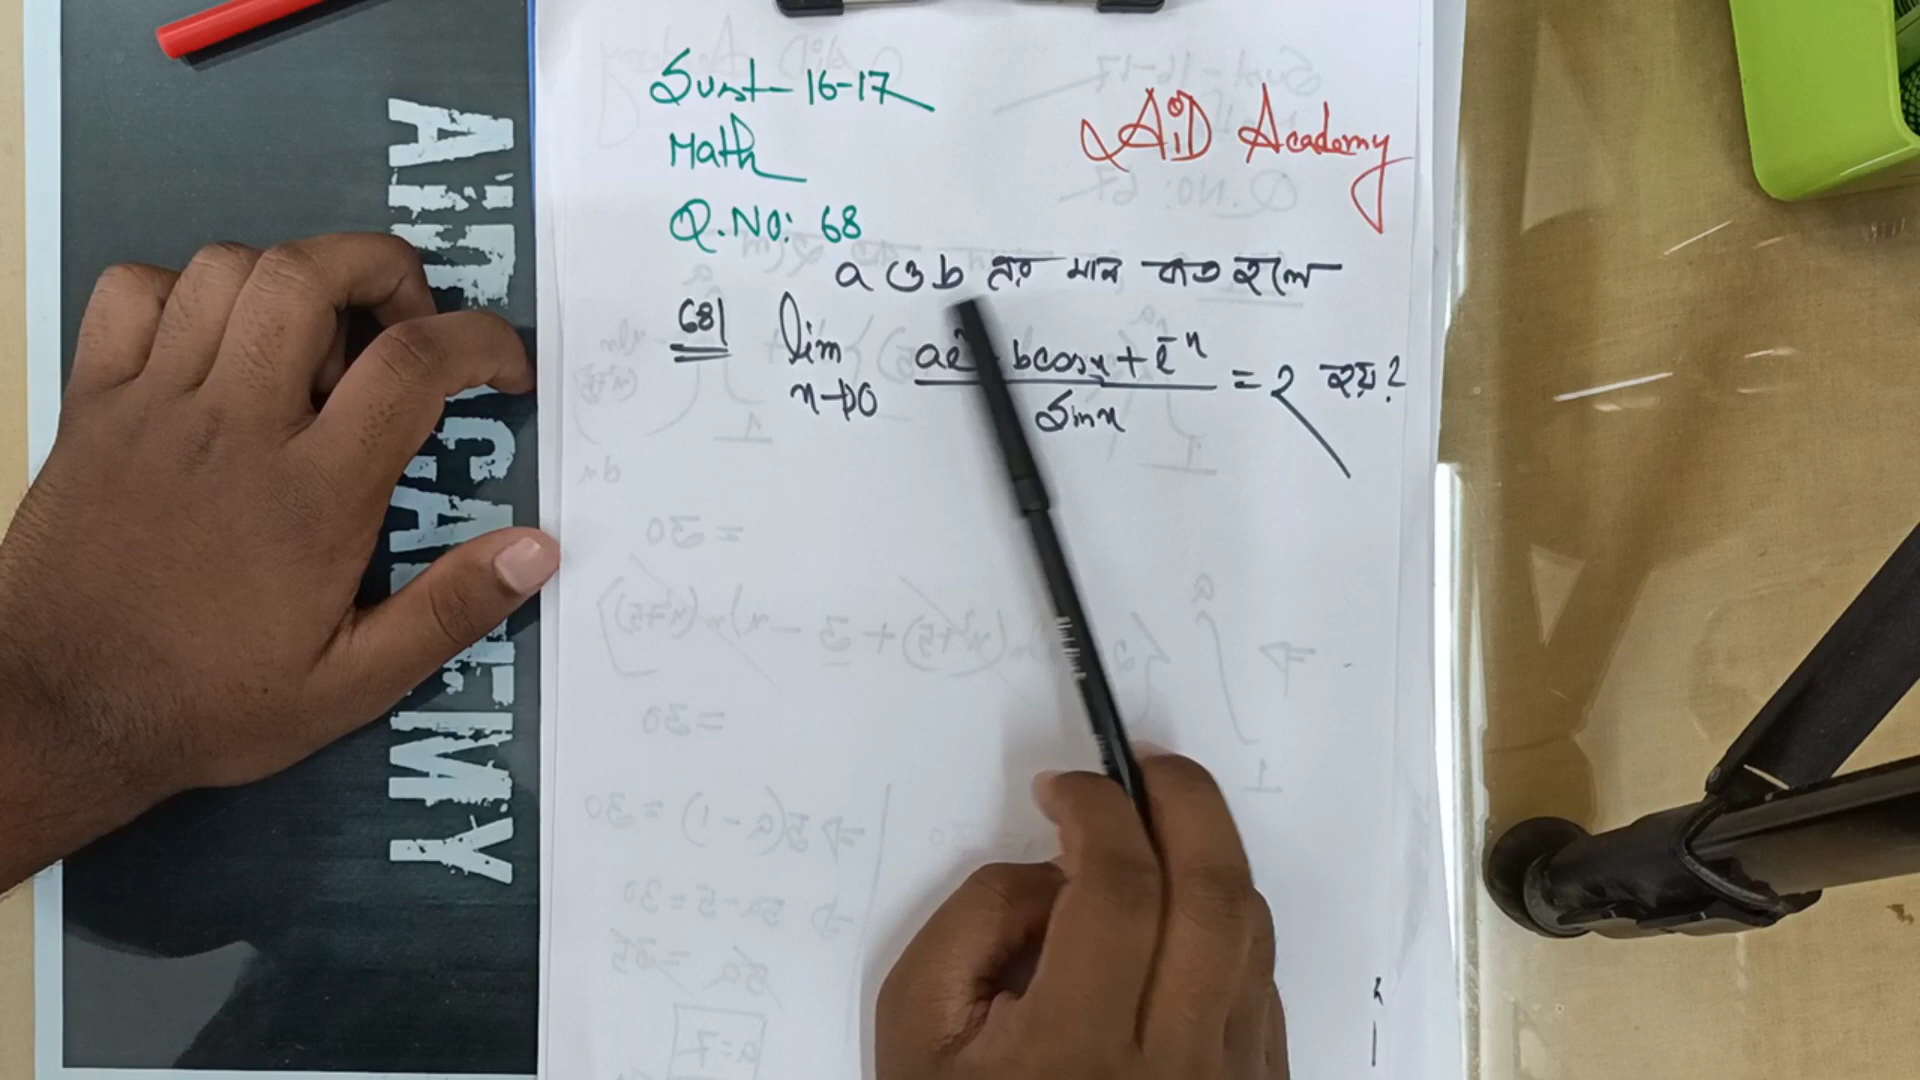 Sust-16-17
Math
Q.NO: 68
AiD Academy
a ও b এর মান কত হলে
68| lim x→0 ae bcosx + e^-x / Sinx = 2 হয়?
AiD ACADEMY